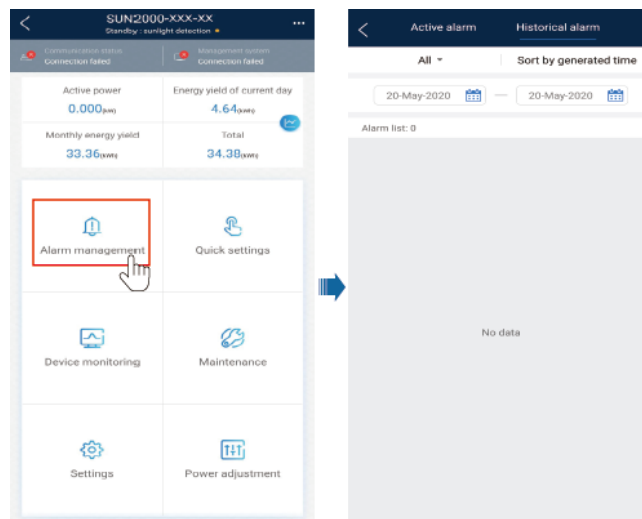 SUN2000-XXX-XX
Standby : sunlight detection
Communication status
Connection failed
Management system
Connection failed
Active power
0.000(kW)
Energy yield of current day
4.64(kWh)
Monthly energy yield
33.36(kWh)
Total
34.38(kWh)
Alarm management
Quick settings
Device monitoring
Maintenance
Settings
Power adjustment
Active alarm
Historical alarm
All
Sort by generated time
20-May-2020 — 20-May-2020
Alarm list: 0
No data